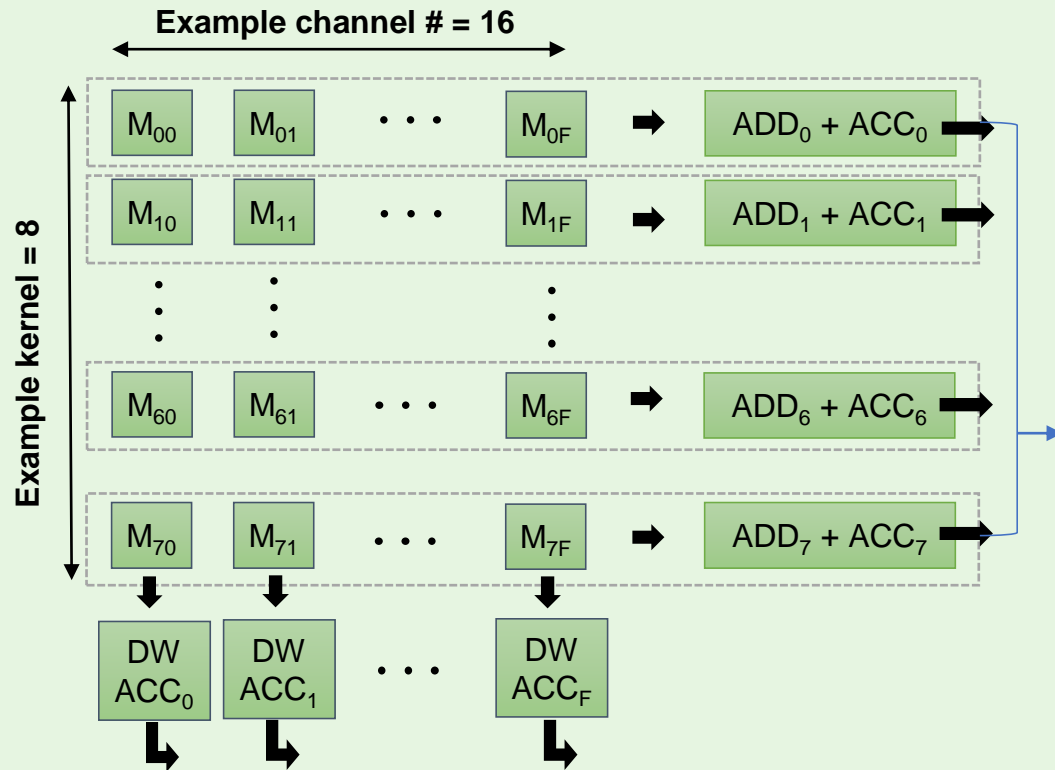 Example channel # = 16
Example kernel = 8
M₀₀ M₀₁ • • • M₀F ADD₀ + ACC₀
M₁₀ M₁₁ • • • M₁F ADD₁ + ACC₁
M₆₀ M₆₁ • • • M₆F ADD₆ + ACC₆
M₇₀ M₇₁ • • • M₇F ADD₇ + ACC₇
DW DW • • • DW
ACC₀ ACC₁ ACCF